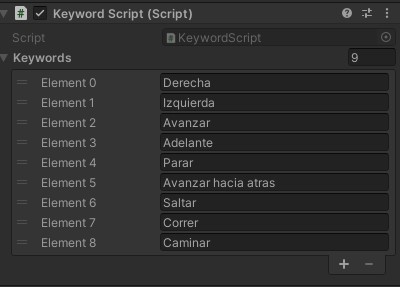 Keyword Script (Script)
Script KeywordScript
Keywords 9
Element 0 Derecha
Element 1 Izquierda
Element 2 Avanzar
Element 3 Adelante
Element 4 Parar
Element 5 Avanzar hacia atras
Element 6 Saltar
Element 7 Correr
Element 8 Caminar